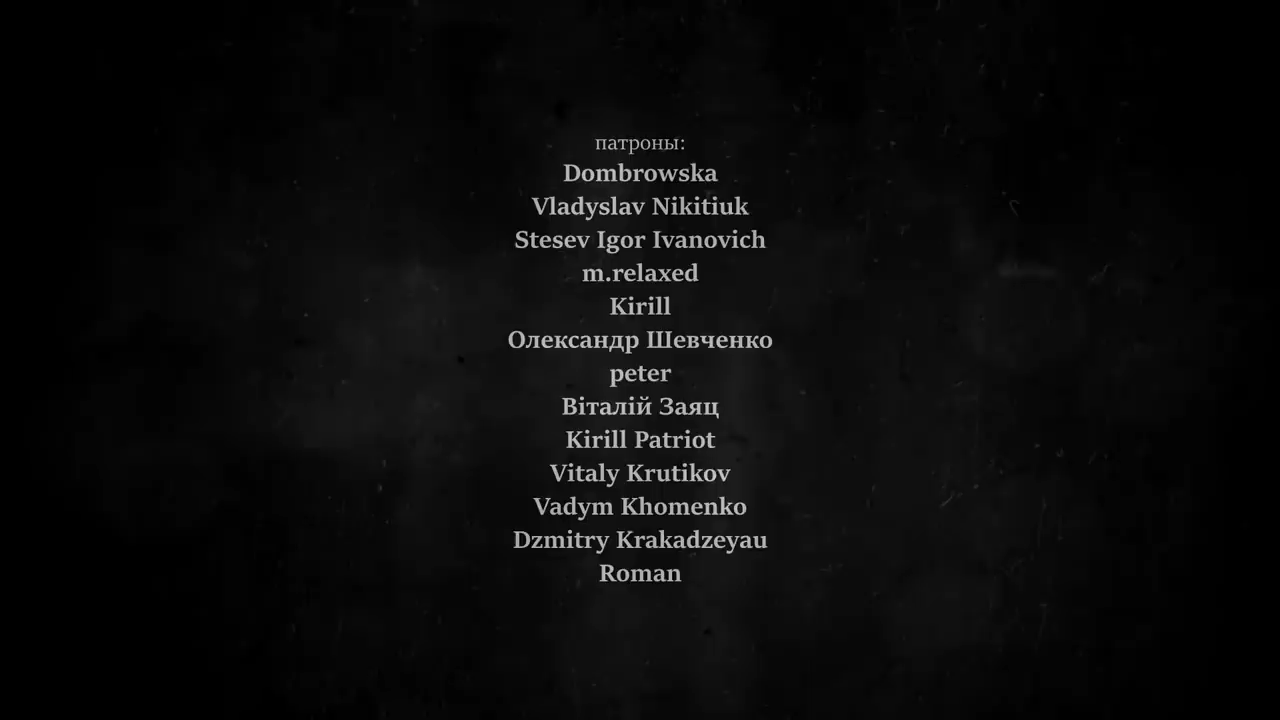 патроны:
Dombrowska
Vladyslav Nikitiuk
Stesev Igor Ivanovich
m.relaxed
Kirill
Олександр Шевченко
peter
Віталій Заяц
Kirill Patriot
Vitaly Krutikov
Vadym Khomenko
Dzmitry Krakadzeyau
Roman